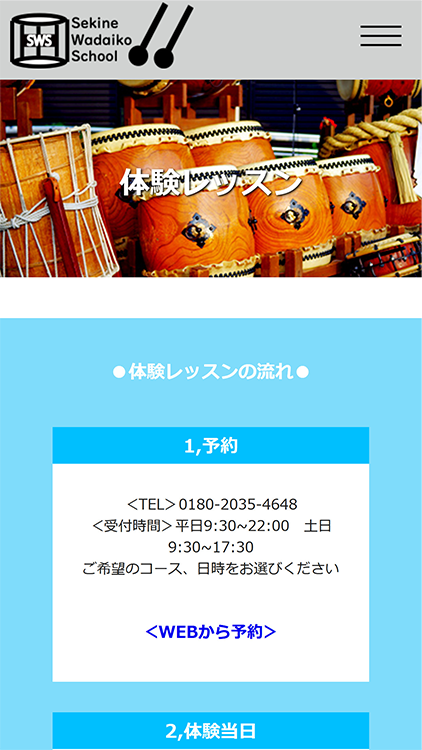 SWS
Sekine
Wadaiko
School
体験レッスン
●体験レッスンの流れ●
1,予約
＜TEL＞0180-2035-4648
＜受付時間＞平日9:30~22:00　土日
9:30~17:30
ご希望のコース、日時をお選びください
＜WEBから予約＞
2,体験当日